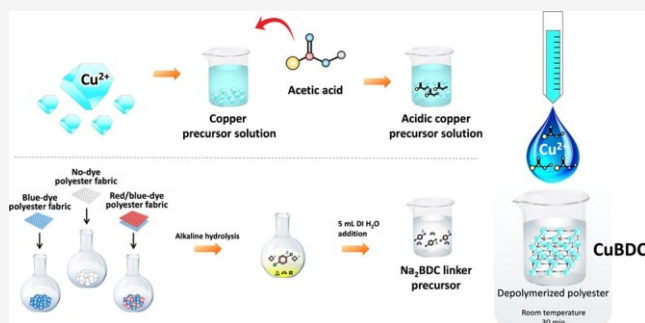 Cu2+
Copper
precursor solution
Acetic acid
Acidic copper
precursor solution
Cu2+
No-dye
polyester fabric
Blue-dye
polyester fabric
Red/blue-dye
polyester fabric
Alkaline hydrolysis
5 mL DI H2O
addition
Na2BDC linker
precursor
CuBDC
Depolymerized polyester
Room temperature
30 min